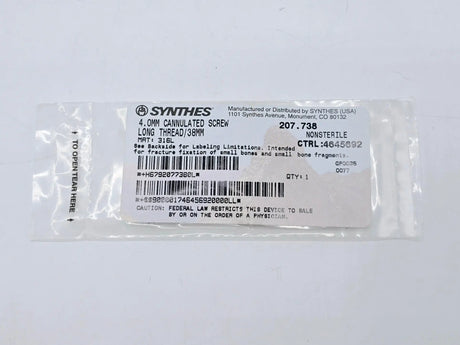 SYNTHES®
Manufactured or Distributed by SYNTHES (USA)
1101 Synthes Avenue, Monument, CO 80132
4.0MM CANNULATED SCREW
LONG THREAD/38MM
MAT: 316L
207.738
NONSTERILE
CTRL:4645692
See Backside for Labeling Limitations. Intended
for fracture fixation of small bones and small bone fragments.
QTY: 1
CAUTION: FEDERAL LAW RESTRICTS THIS DEVICE TO SALE
BY OR ON THE ORDER OF A PHYSICIAN.
TO OPEN TEAR HERE